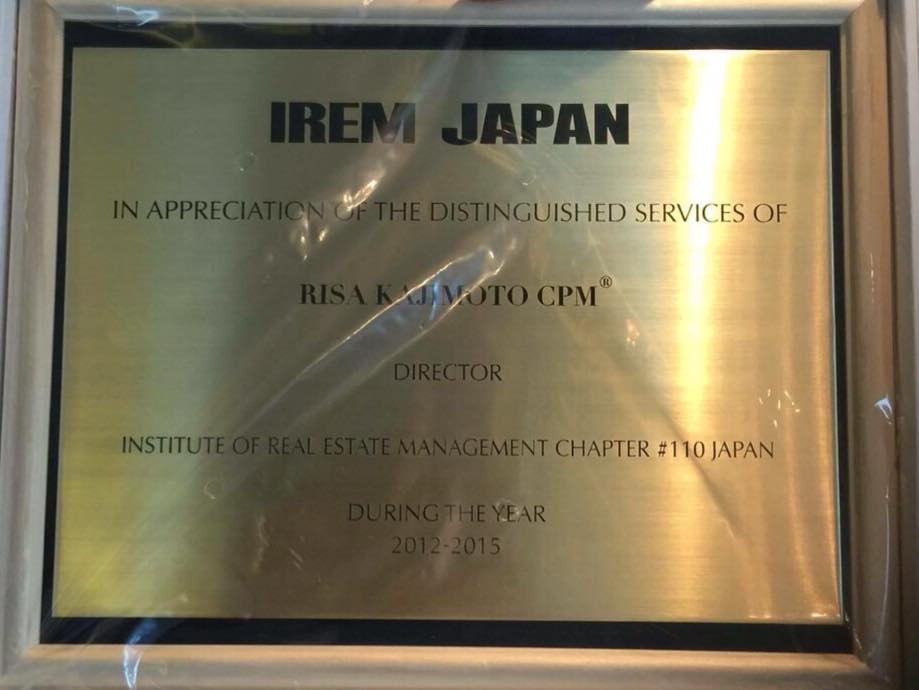 IREM JAPAN
IN APPRECIATION OF THE DISTINGUISHED SERVICES OF
RISA KAJIMOTO CPM®
DIRECTOR
INSTITUTE OF REAL ESTATE MANAGEMENT CHAPTER #110 JAPAN
DURING THE YEAR
2012-2015